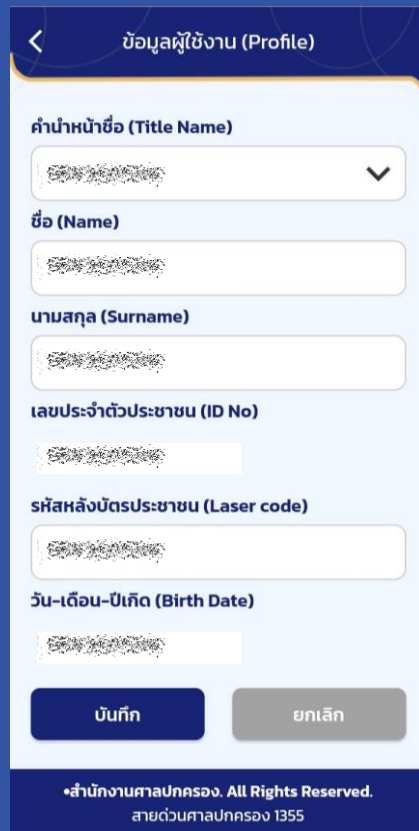 ข้อมูลผู้ใช้งาน (Profile)
คำนำหน้าชื่อ (Title Name)
ชื่อ (Name)
นามสกุล (Surname)
เลขประจำตัวประชาชน (ID No)
รหัสหลังบัตรประชาชน (Laser code)
วัน-เดือน-ปีเกิด (Birth Date)
บันทึก ยกเลิก
•สำนักงานศาลปกครอง. All Rights Reserved.
สายด่วนศาลปกครอง 1355